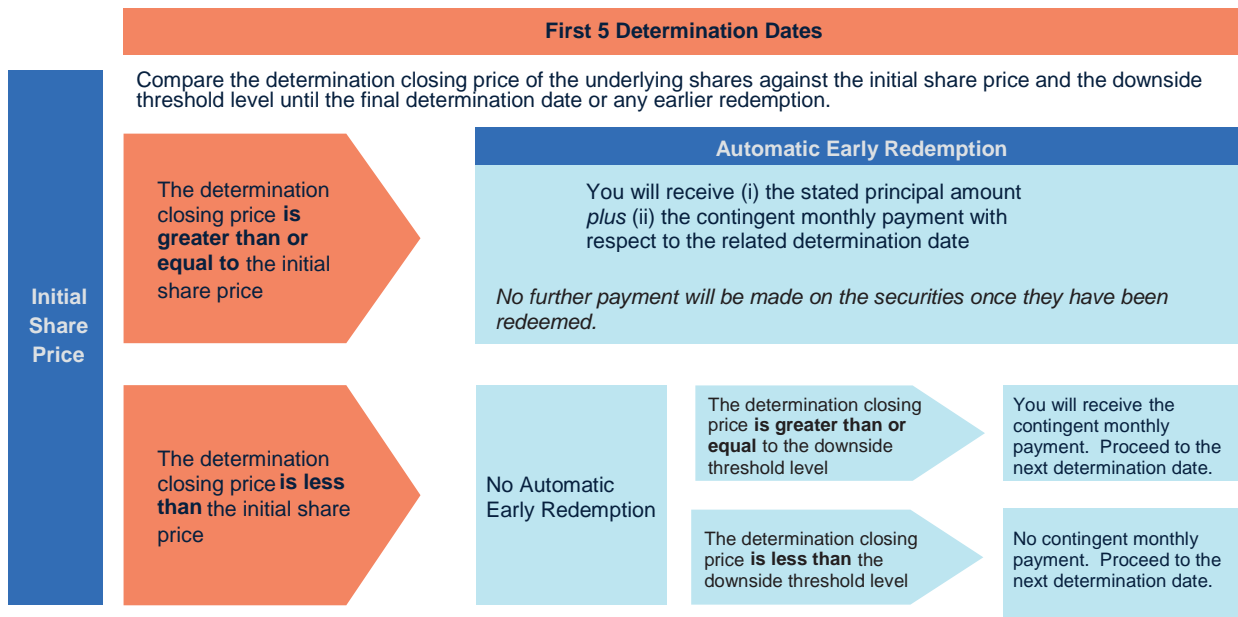 First 5 Determination Dates
Compare the determination closing price of the underlying shares against the initial share price and the downside
threshold level until the final determination date or any earlier redemption.
Initial
Share
Price
The determination
closing price is
greater than or
equal to the initial
share price
Automatic Early Redemption
You will receive (i) the stated principal amount
plus (ii) the contingent monthly payment with
respect to the related determination date
No further payment will be made on the securities once they have been
redeemed.
The determination
closing price is less
than the initial share
price
No Automatic
Early Redemption
The determination closing
price is greater than or
equal to the downside
threshold level
You will receive the
contingent monthly
payment. Proceed to the
next determination date.
The determination closing
price is less than the
downside threshold level
No contingent monthly
payment. Proceed to the
next determination date.